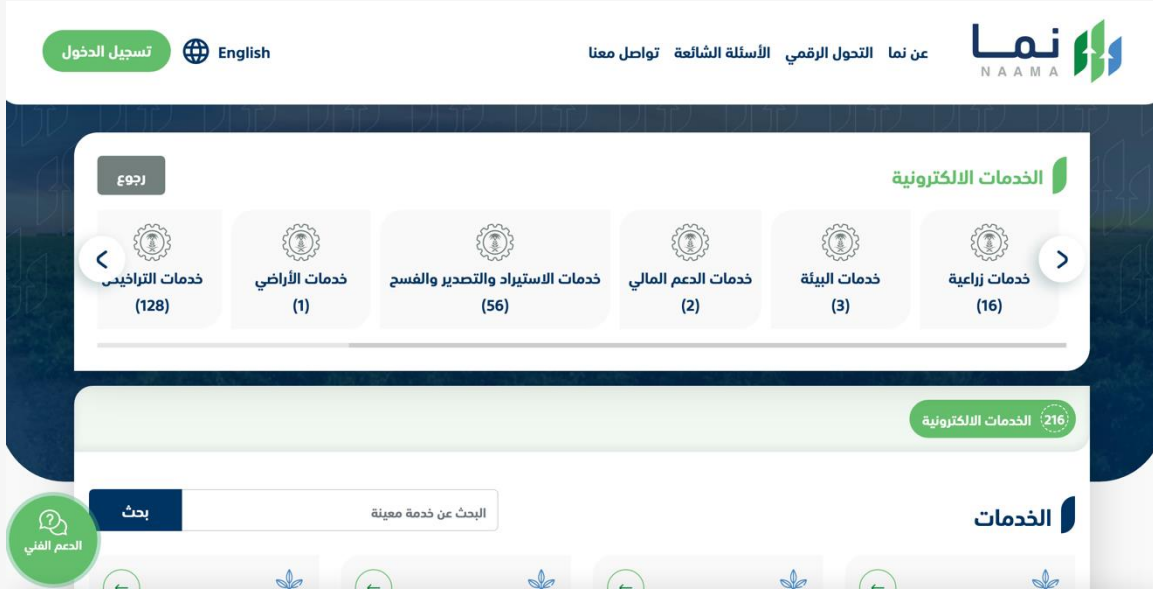 نما
NAAMA
عن نما
التحول الرقمي
الأسئلة الشائعة
تواصل معنا
English
تسجيل الدخول
الخدمات الالكترونية
رجوع
خدمات زراعية
(16)
خدمات البيئة
(3)
خدمات الدعم المالي
(2)
خدمات الاستيراد والتصدير والفسح
(56)
خدمات الأراضي
(1)
خدمات
(128)
216 الخدمات الالكترونية
الخدمات
البحث عن خدمة معينة
بحث
الدعم الفني